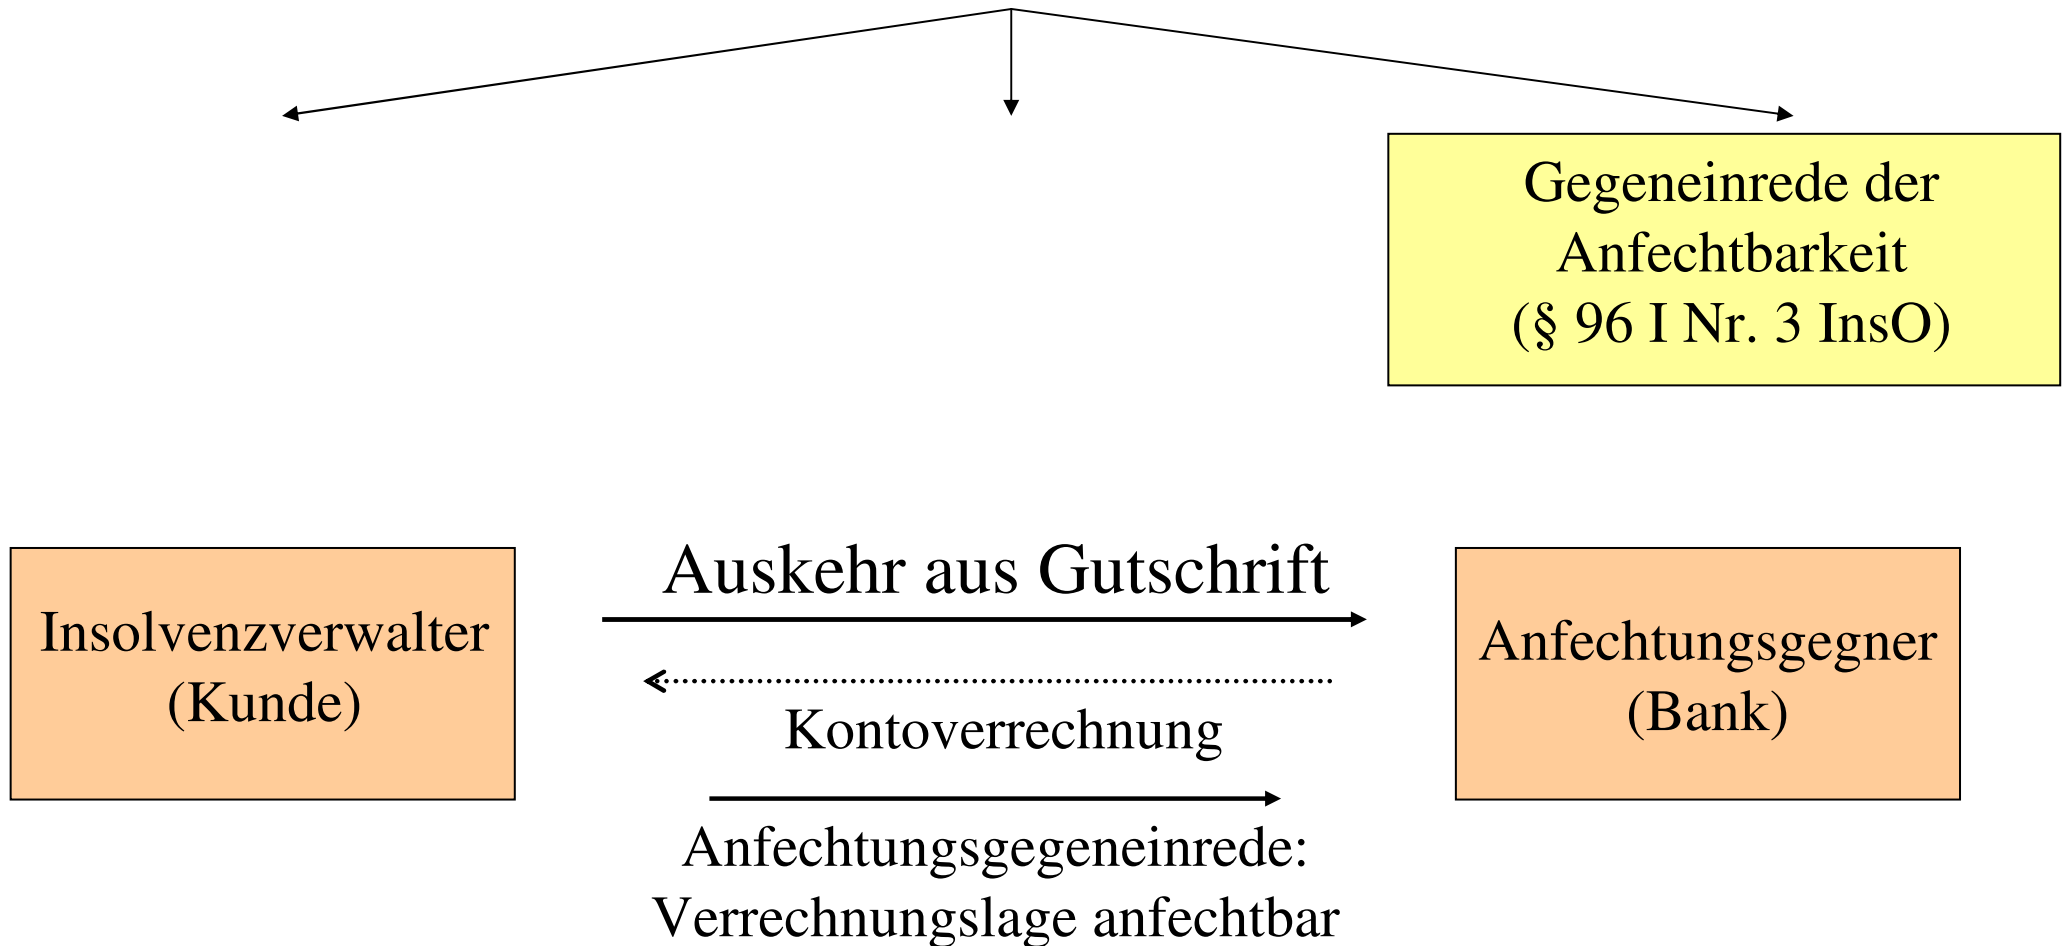 Gegeneinrede der
Anfechtbarkeit
(§ 96 I Nr. 3 InsO)
Insolvenzverwalter
(Kunde)
Auskehr aus Gutschrift
Kontoverrechnung
Anfechtungsgegeneinrede:
Verrechnungslage anfechtbar
Anfechtungsgegner
(Bank)